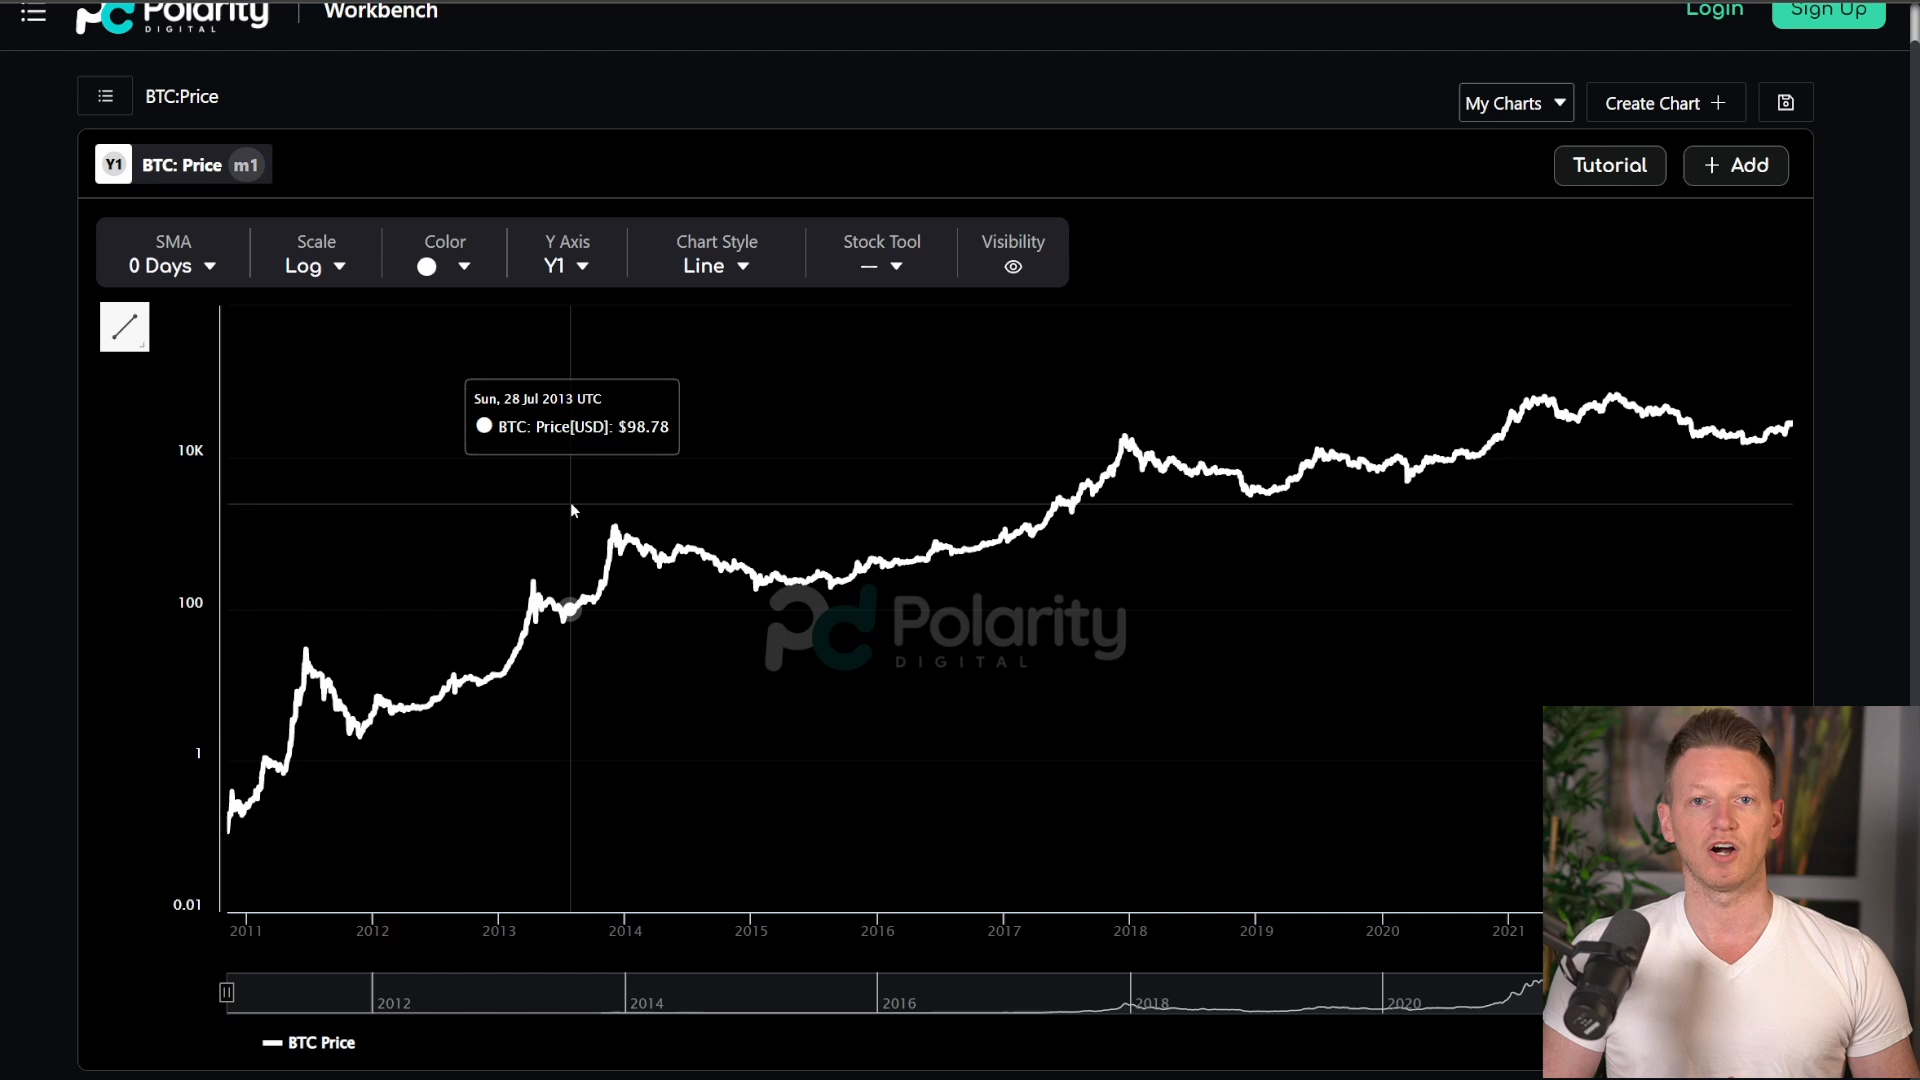 Polarity
DIGITAL
Workbench
Login
Sign Up
BTC:Price
My Charts
Create Chart +
Y1 BTC: Price m1
Tutorial
+ Add
SMA Scale Color Y Axis Chart Style Stock Tool Visibility
0 Days Log Y1 Line —
Sun, 28 Jul 2013 UTC
BTC: Price[USD]: $98.78
10K
100
Polarity
DIGITAL
1
0.01
2011 2012 2013 2014 2015 2016 2017 2018 2019 2020 2021
2012 2014 2016 2018 2020
BTC Price